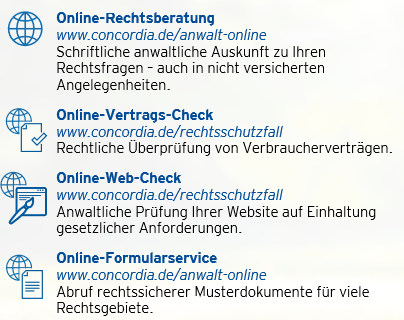 Online-Rechtsberatung
www.concordia.de/anwalt-online
Schriftliche anwaltliche Auskunft zu Ihren
Rechtsfragen – auch in nicht versicherten
Angelegenheiten.
Online-Vertrags-Check
www.concordia.de/rechtsschutzfall
Rechtliche Überprüfung von Verbraucherverträgen.
Online-Web-Check
www.concordia.de/rechtsschutzfall
Anwaltliche Prüfung Ihrer Website auf Einhaltung
gesetzlicher Anforderungen.
Online-Formularservice
www.concordia.de/anwalt-online
Abruf rechtssicherer Musterdokumente für viele
Rechtsgebiete.